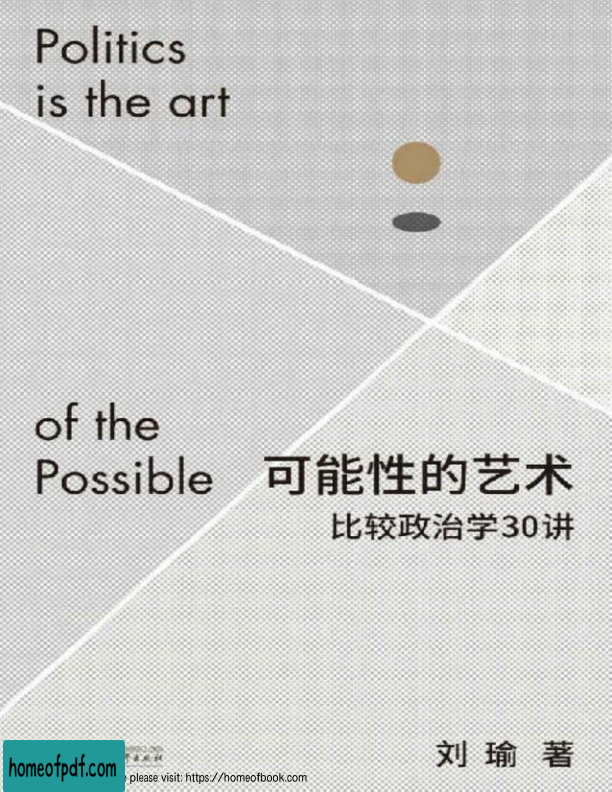 Politics
is the art
of the
Possible
可能性的艺术
比较政治学30讲
刘 瑜 著
homeofpdf.com
please visit: https://homeofbook.com